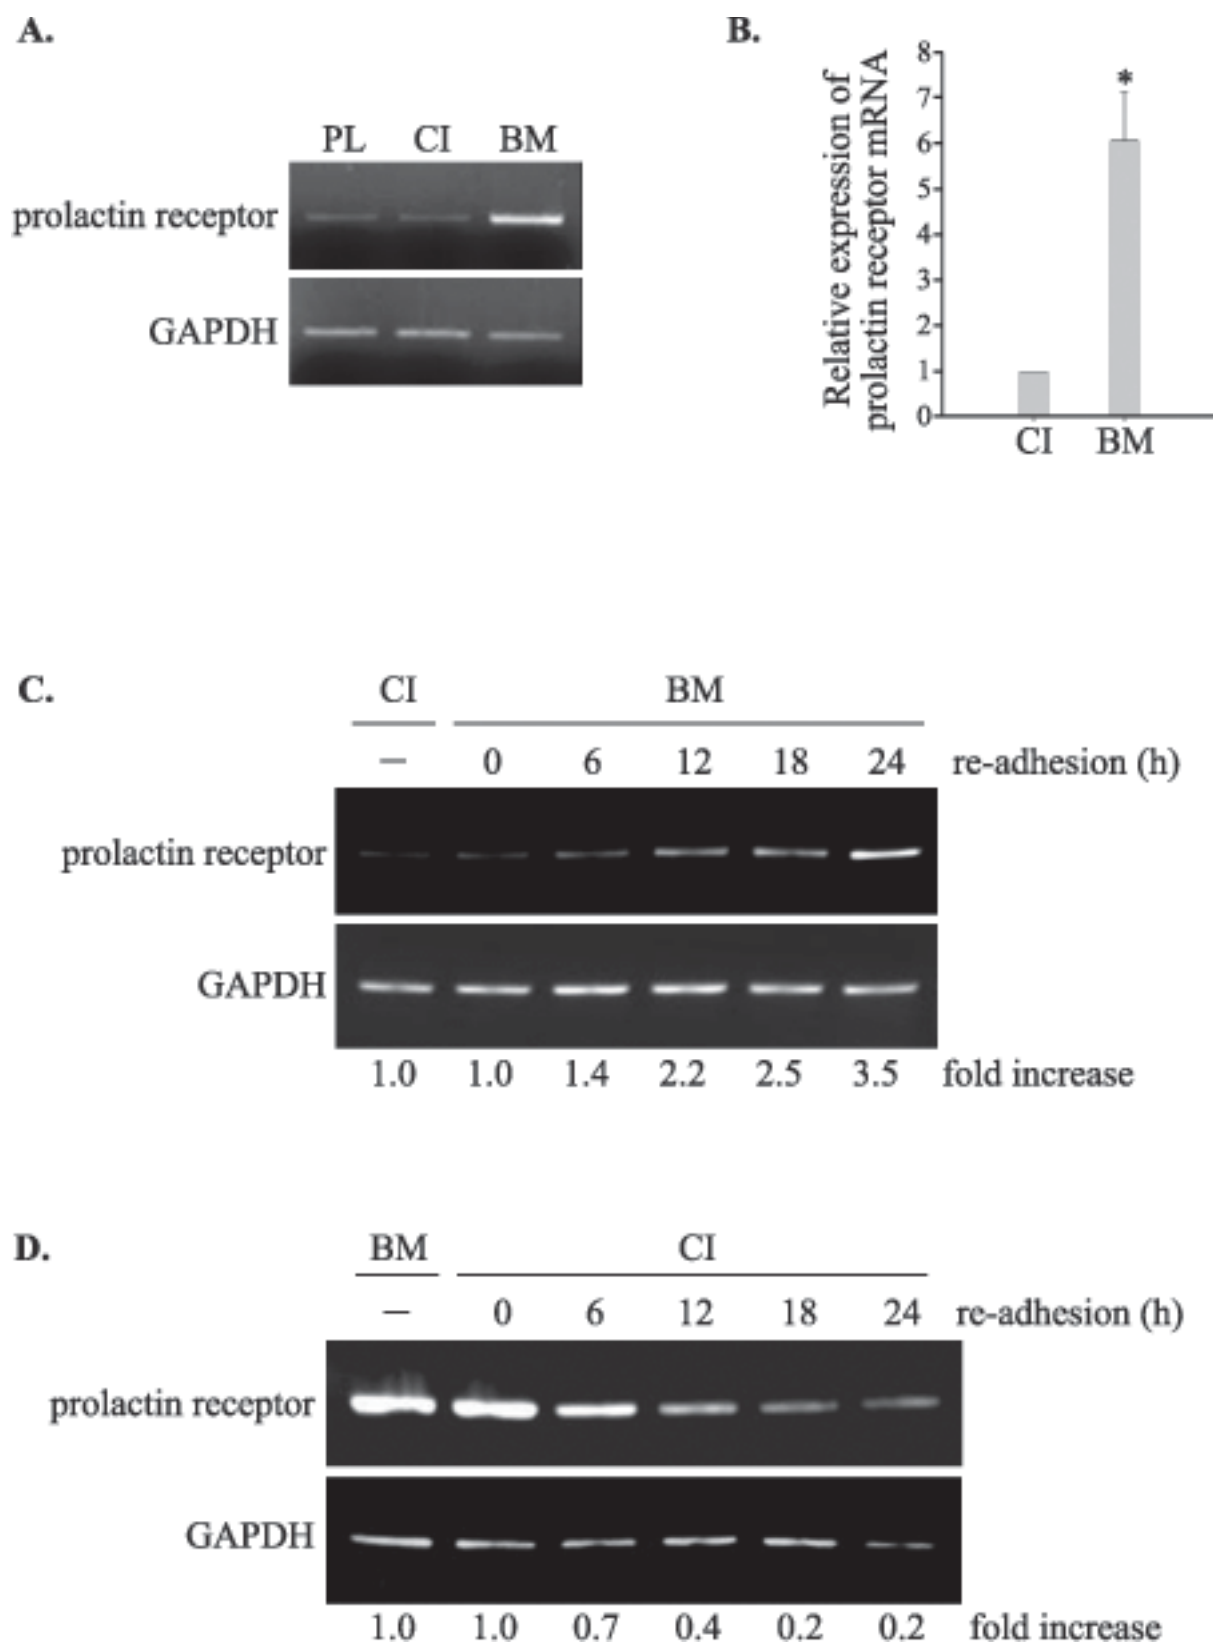 A.
PL CI BM
prolactin receptor
GAPDH
B.
Relative expression of
prolactin receptor mRNA
8
7
6
5
4
3
2
1
0
*
CI BM
C.
CI BM
– 0 6 12 18 24 re-adhesion (h)
prolactin receptor
GAPDH
1.0 1.0 1.4 2.2 2.5 3.5 fold increase
D.
BM CI
– 0 6 12 18 24 re-adhesion (h)
prolactin receptor
GAPDH
1.0 1.0 0.7 0.4 0.2 0.2 fold increase